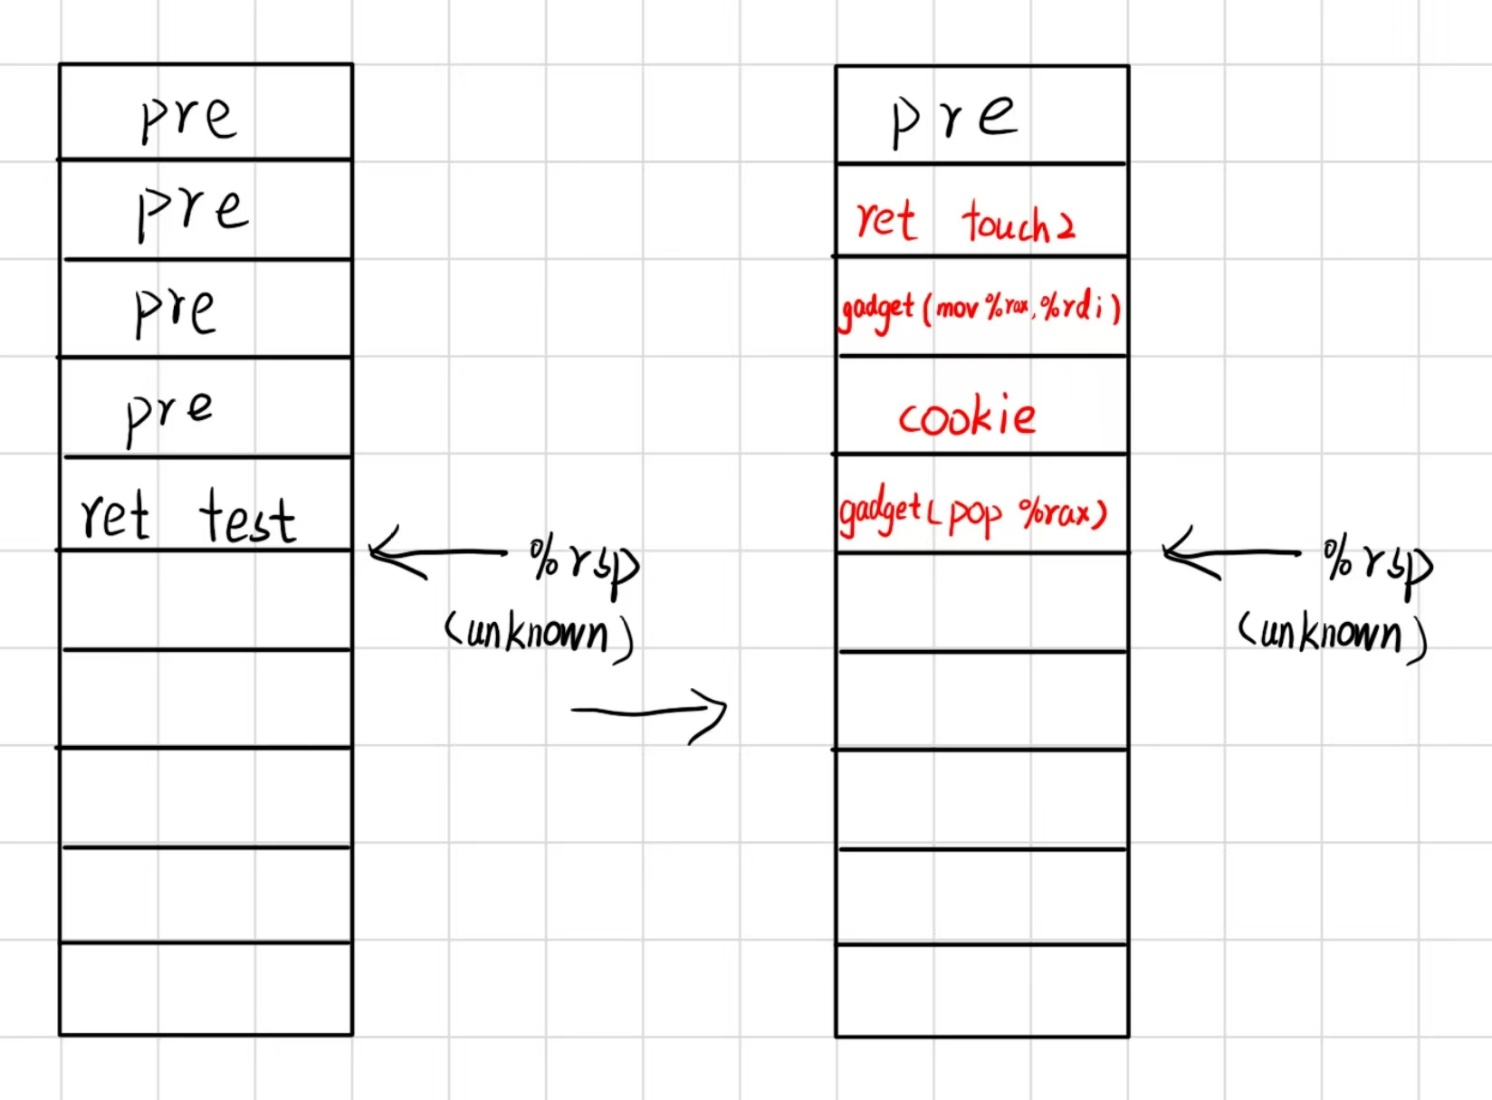 pre
pre
pre
pre
ret test
%rsp
(unknown)
pre
ret touch2
gadget(mov %rax,%rdi)
cookie
gadget(pop %rax)
%rsp
(unknown)